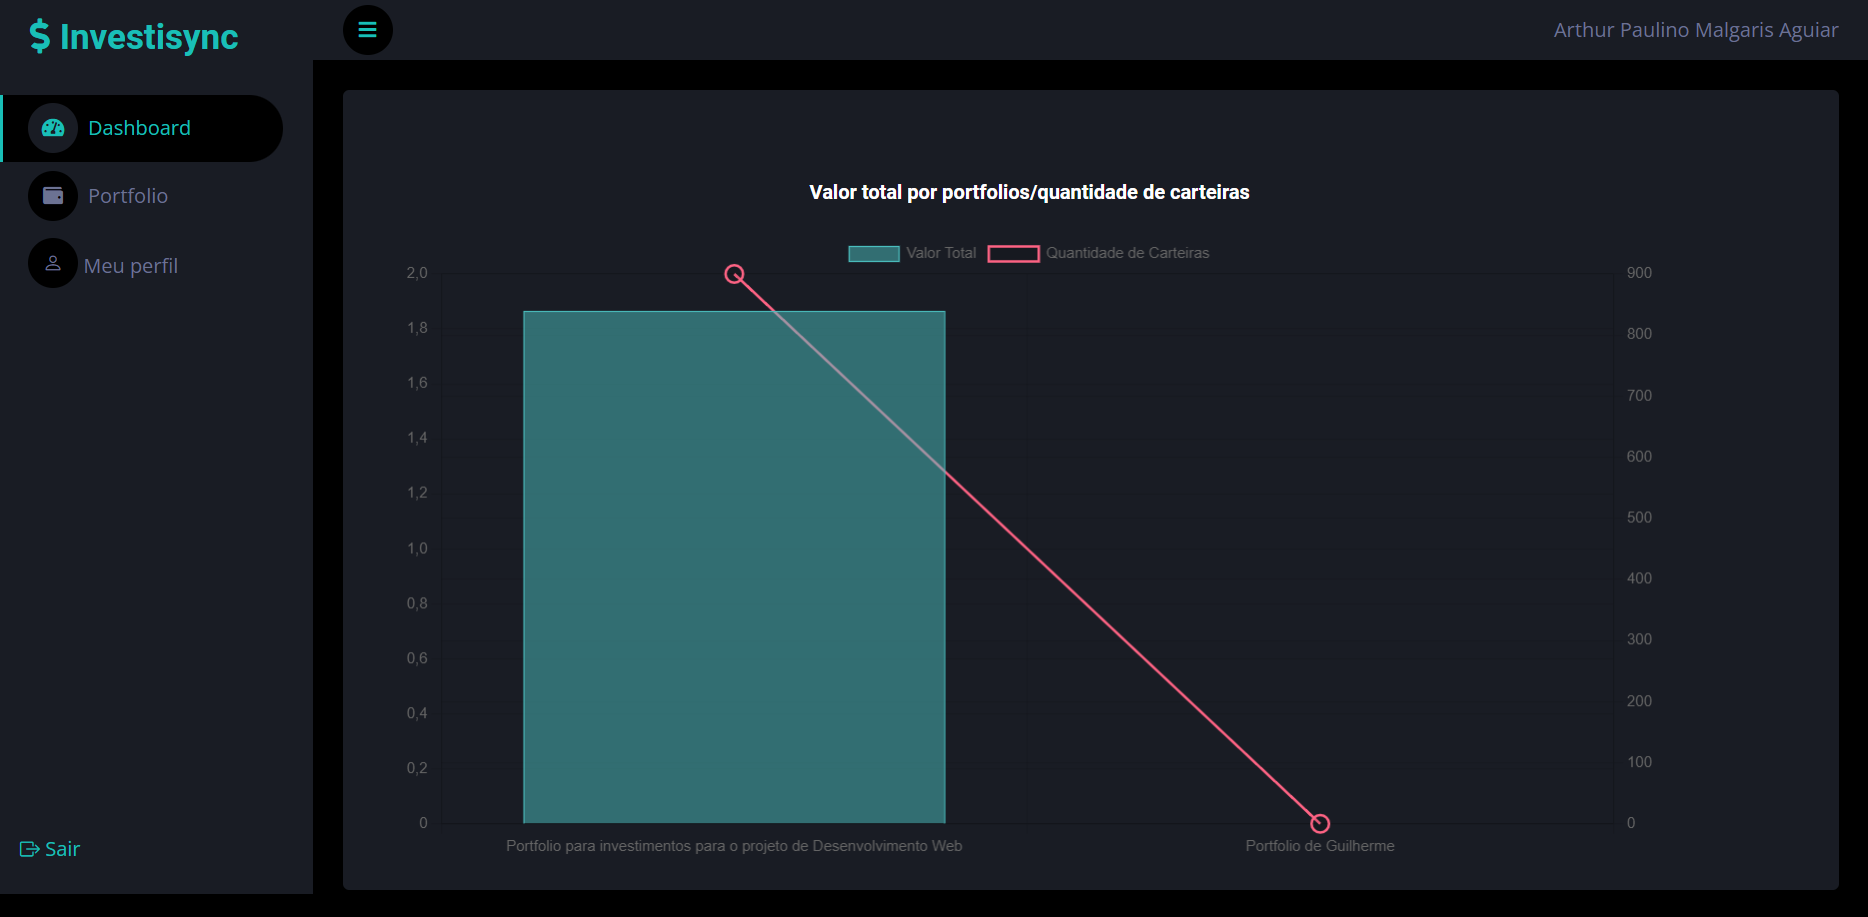 Investisync
Arthur Paulino Malgaris Aguiar
Dashboard
Portfolio
Meu perfil
Sair
Valor total por portfolios/quantidade de carteiras
Valor Total
Quantidade de Carteiras
2,0
1,8
1,6
1,4
1,2
1,0
0,8
0,6
0,4
0,2
0
900
800
700
600
500
400
300
200
100
0
Portfolio para investimentos para o projeto de Desenvolvimento Web
Portfolio de Guilherme